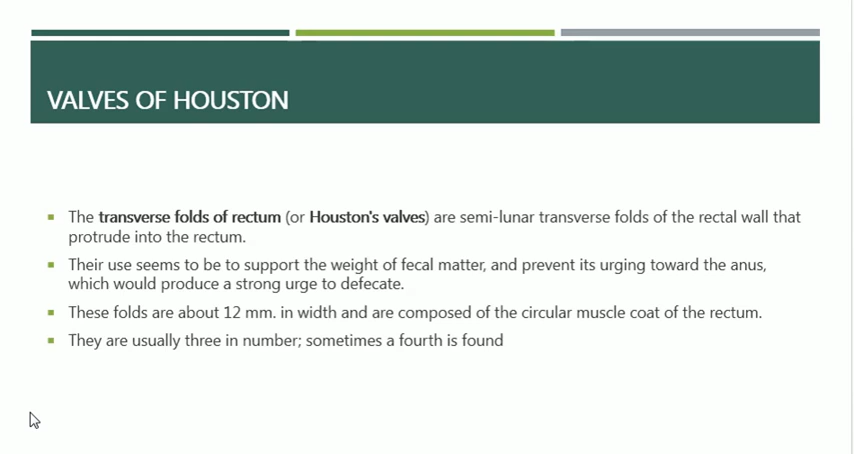 VALVES OF HOUSTON
▪ The transverse folds of rectum (or Houston's valves) are semi-lunar transverse folds of the rectal wall that
protrude into the rectum.
▪ Their use seems to be to support the weight of fecal matter, and prevent its urging toward the anus,
which would produce a strong urge to defecate.
▪ These folds are about 12 mm. in width and are composed of the circular muscle coat of the rectum.
▪ They are usually three in number; sometimes a fourth is found